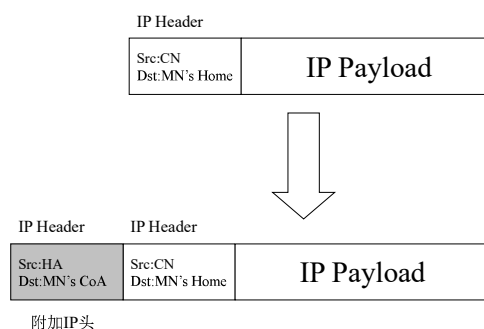 IP Header
Src:CN
Dst:MN's Home
IP Payload
IP Header
IP Header
Src:HA
Dst:MN's CoA
Src:CN
Dst:MN's Home
IP Payload
附加IP头